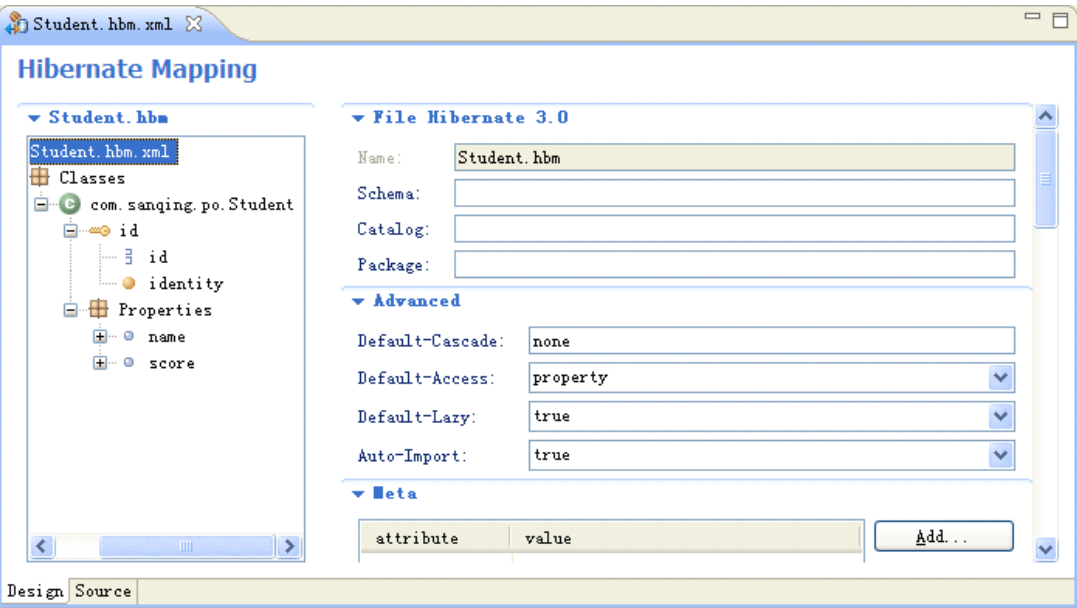 Student.hbm.xml
Hibernate Mapping
Student.hbm
Student.hbm.xml
Classes
com.sanqing.po.Student
id
id
identity
Properties
name
score
File Hibernate 3.0
Name: Student.hbm
Schema:
Catalog:
Package:
Advanced
Default-Cascade: none
Default-Access: property
Default-Lazy: true
Auto-Import: true
Meta
attribute value Add...
Design Source